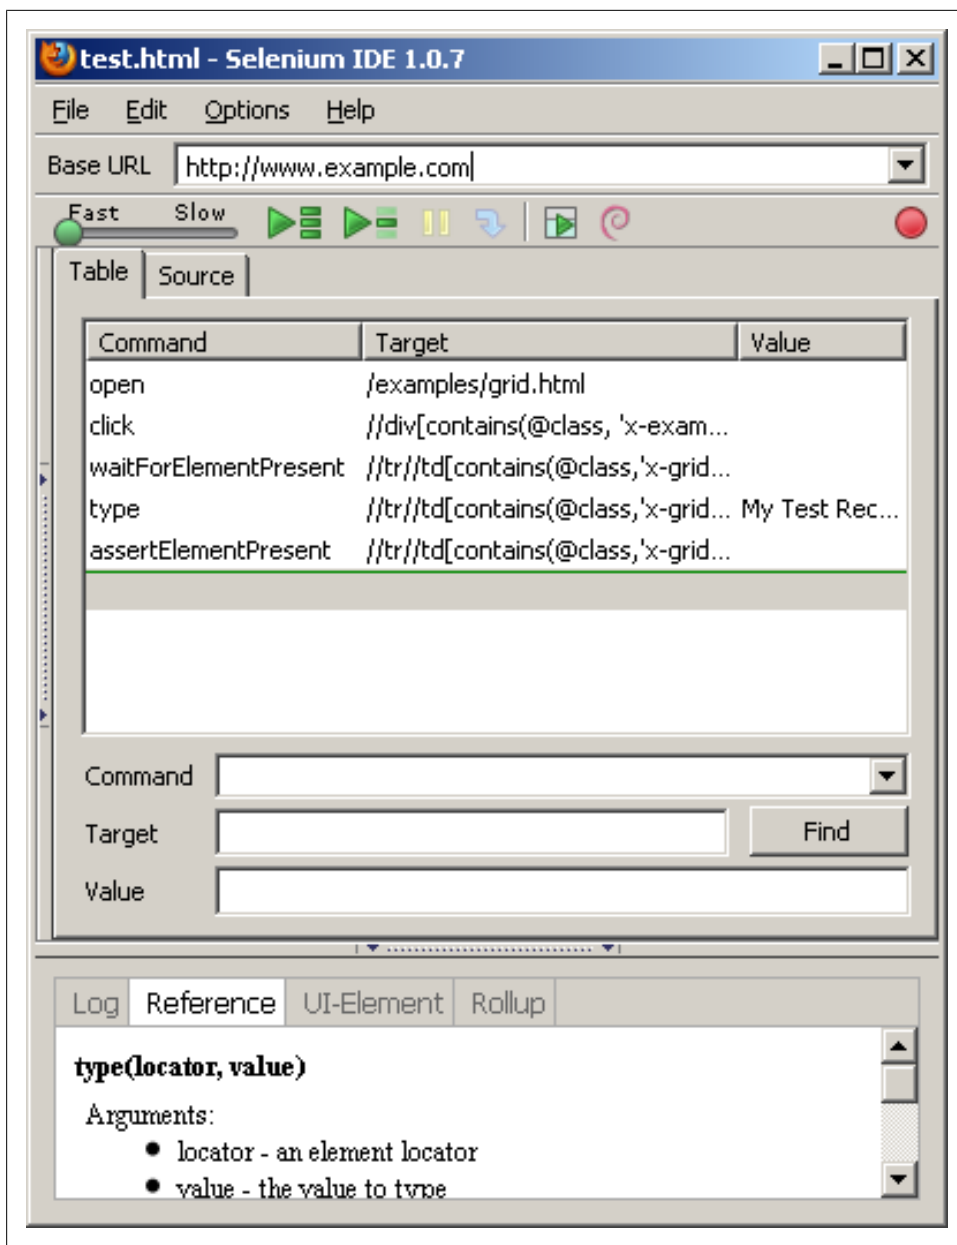 test.html - Selenium IDE 1.0.7
File Edit Options Help
Base URL http://www.example.com
Fast Slow
Table Source
Command Target Value
open /examples/grid.html
click //div[contains(@class, 'x-exam...
waitForElementPresent //tr//td[contains(@class,'x-grid...
type //tr//td[contains(@class,'x-grid... My Test Rec...
assertElementPresent //tr//td[contains(@class,'x-grid...
Command
Target Find
Value
Log Reference UI-Element Rollup
type(locator, value)
Arguments:
● locator - an element locator
● value - the value to type